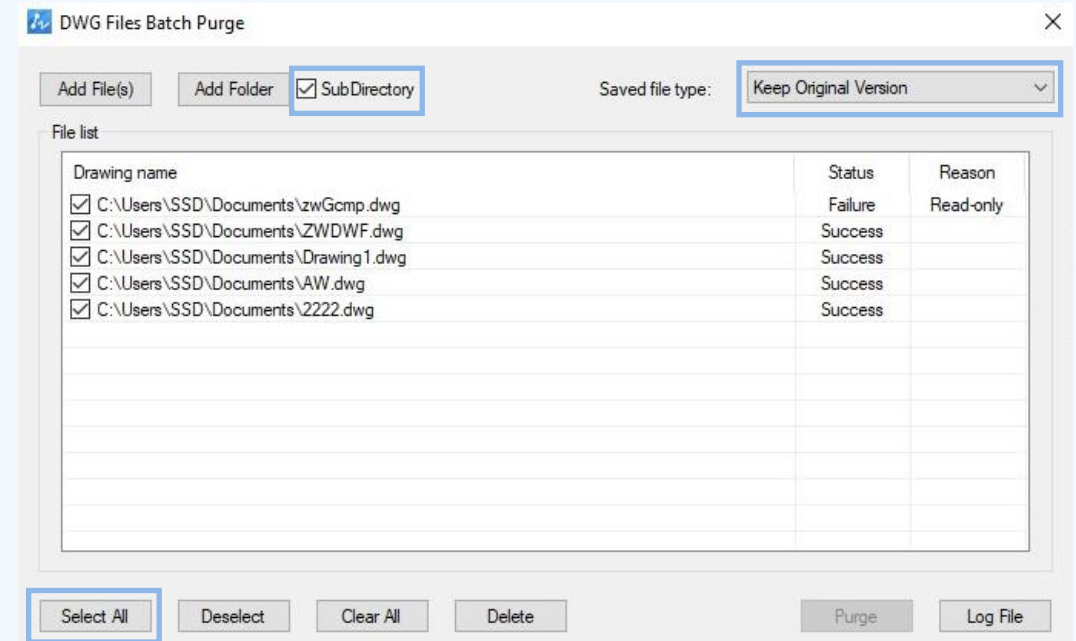 DWG Files Batch Purge
Add File(s) Add Folder SubDirectory Saved file type: Keep Original Version
File list
Drawing name Status Reason
C:\Users\SSD\Documents\zwGcmp.dwg Failure Read-only
C:\Users\SSD\Documents\ZWDWF.dwg Success
C:\Users\SSD\Documents\Drawing1.dwg Success
C:\Users\SSD\Documents\AW.dwg Success
C:\Users\SSD\Documents\2222.dwg Success
Select All Deselect Clear All Delete Purge Log File